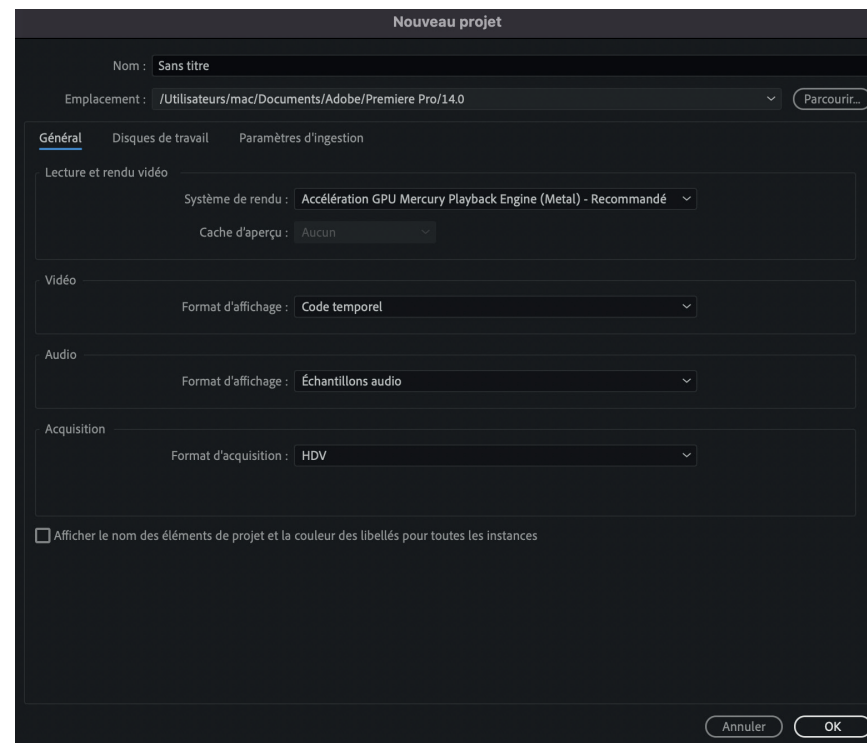 Nouveau projet
Nom : Sans titre
Emplacement : /Utilisateurs/mac/Documents/Adobe/Premiere Pro/14.0 Parcourir...
Général Disques de travail Paramètres d'ingestion
Lecture et rendu vidéo
Système de rendu : Accélération GPU Mercury Playback Engine (Metal) - Recommandé
Cache d'aperçu : Aucun
Vidéo
Format d'affichage : Code temporel
Audio
Format d'affichage : Échantillons audio
Acquisition
Format d'acquisition : HDV
Afficher le nom des éléments de projet et la couleur des libellés pour toutes les instances
Annuler OK